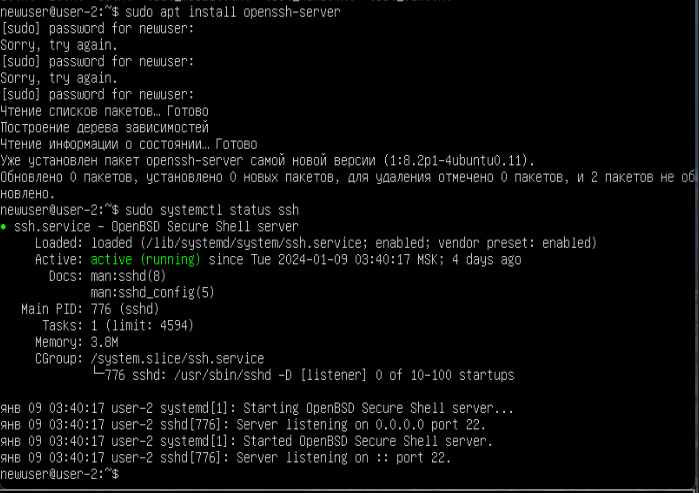 newuser@user-2:~$ sudo apt install openssh-server
[sudo] password for newuser:
Sorry, try again.
[sudo] password for newuser:
Sorry, try again.
[sudo] password for newuser:
Чтение списков пакетов… Готово
Построение дерева зависимостей
Чтение информации о состоянии… Готово
Уже установлен пакет openssh-server самой новой версии (1:8.2p1-4ubuntu0.11).
Обновлено 0 пакетов, установлено 0 новых пакетов, для удаления отмечено 0 пакетов, и 2 пакетов не об
новлено.
newuser@user-2:~$ sudo systemctl status ssh
● ssh.service - OpenBSD Secure Shell server
Loaded: loaded (/lib/systemd/system/ssh.service; enabled; vendor preset: enabled)
Active: active (running) since Tue 2024-01-09 03:40:17 MSK; 4 days ago
Docs: man:sshd(8)
man:sshd_config(5)
Main PID: 776 (sshd)
Tasks: 1 (limit: 4594)
Memory: 3.8M
CGroup: /system.slice/ssh.service
└─776 sshd: /usr/sbin/sshd -D [listener] 0 of 10-100 startups
янв 09 03:40:17 user-2 systemd[1]: Starting OpenBSD Secure Shell server...
янв 09 03:40:17 user-2 sshd[776]: Server listening on 0.0.0.0 port 22.
янв 09 03:40:17 user-2 systemd[1]: Started OpenBSD Secure Shell server.
янв 09 03:40:17 user-2 sshd[776]: Server listening on :: port 22.
newuser@user-2:~$